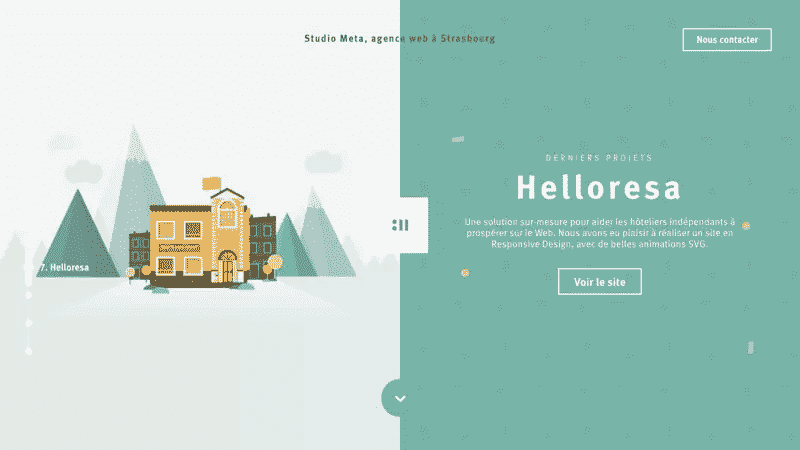 Studio Meta, agence web à Strasbourg
Nous contacter
7. Helloresa
DERNIERS PROJETS
Helloresa
Une solution sur-mesure pour aider les hôteliers indépendants à
prospérer sur le Web. Nous avons eu plaisir à réaliser un site en
Responsive Design, avec de belles animations SVG.
Voir le site